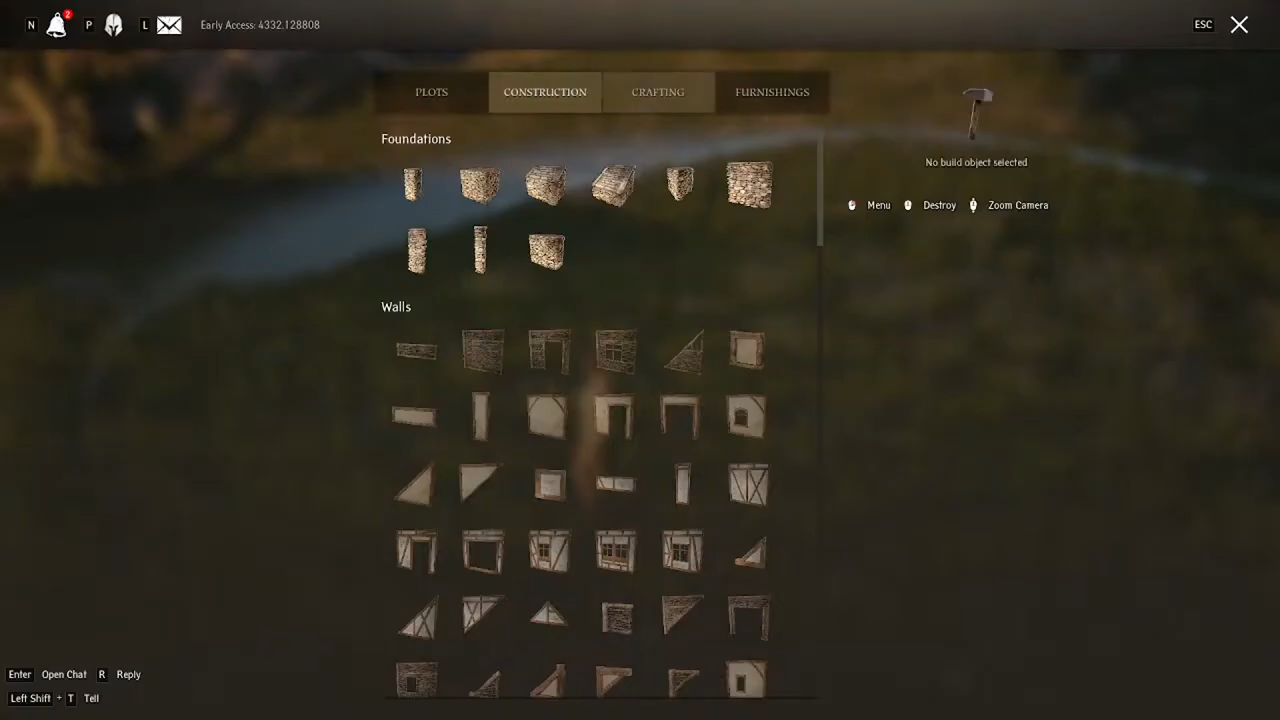 N 2 P L Early Access: 4332.128808 ESC
PLOTS CONSTRUCTION CRAFTING FURNISHINGS
Foundations
No build object selected
Menu Destroy Zoom Camera
Walls
Enter Open Chat R Reply
Left Shift + T Tell